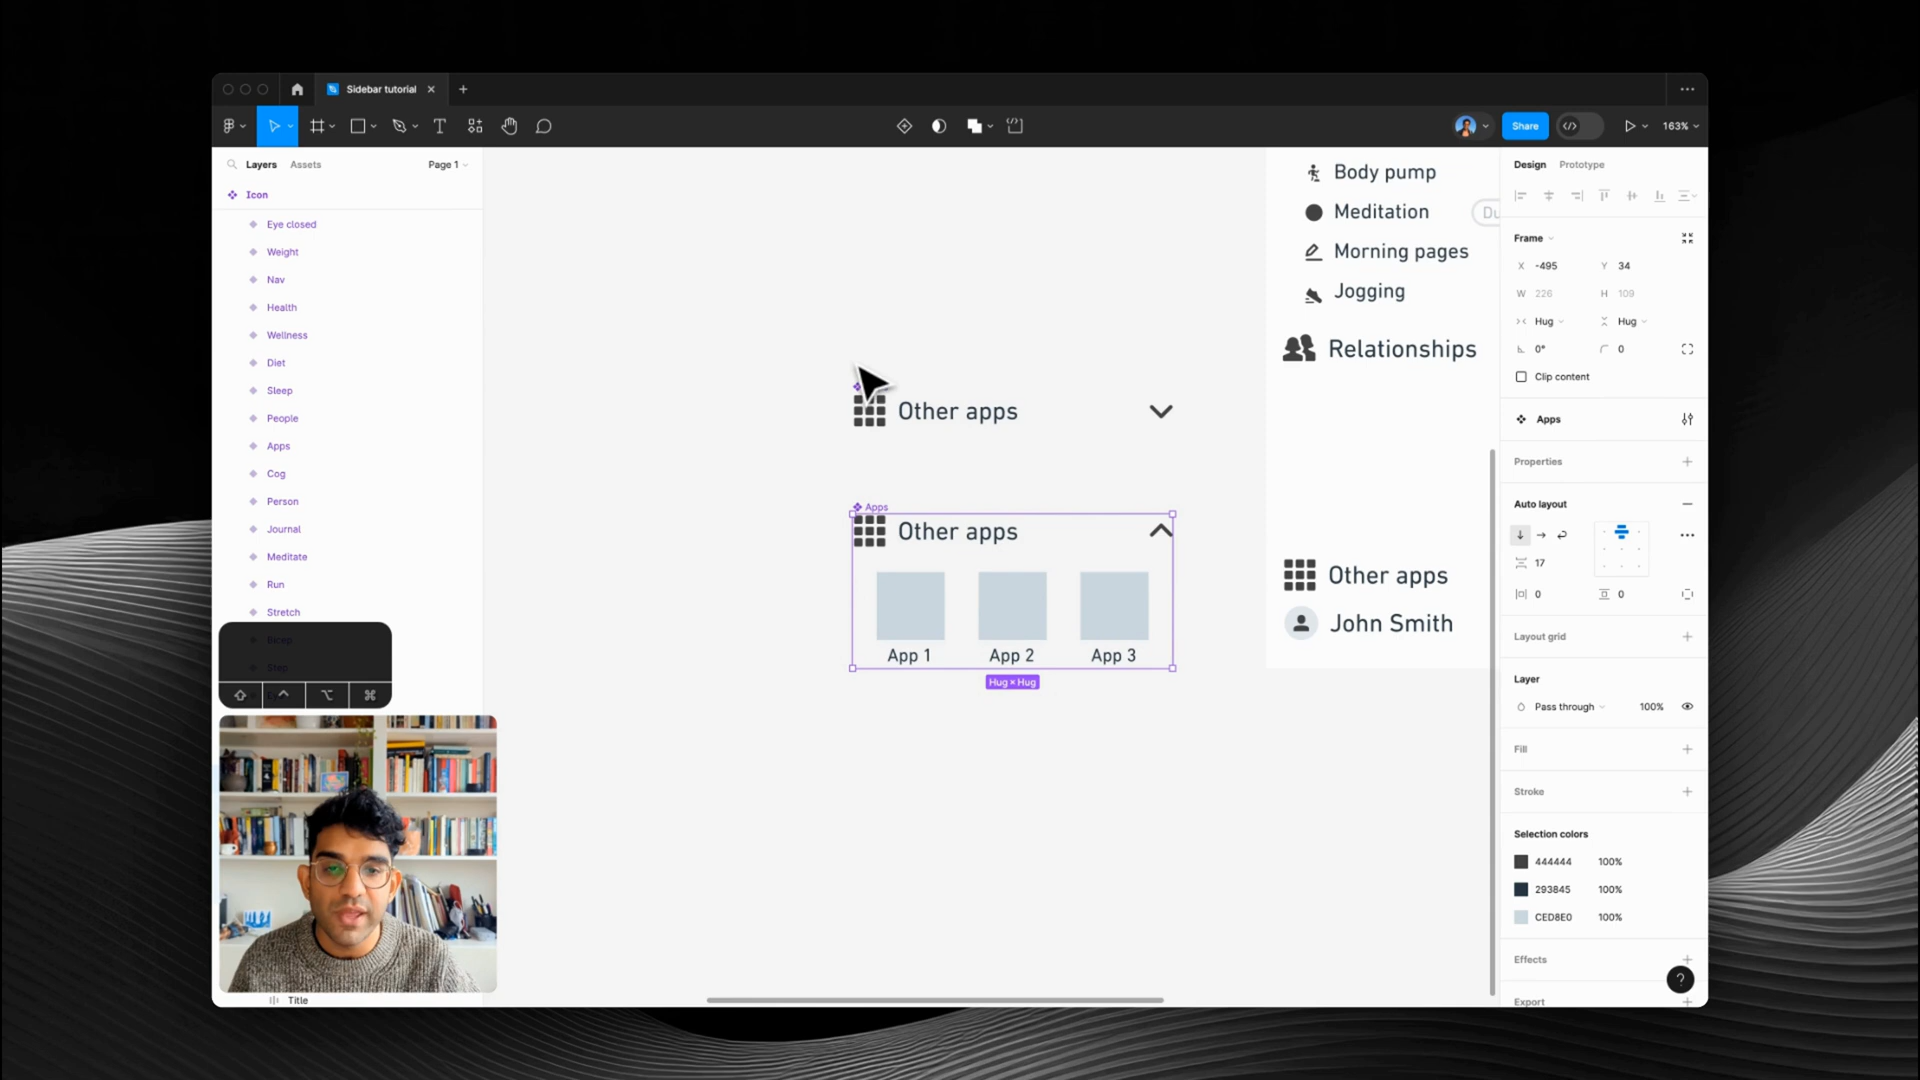 Sidebar tutorial
Share
163%
Layers
Assets
Page 1
Icon
Eye closed
Weight
Nav
Health
Wellness
Diet
Sleep
People
Apps
Cog
Person
Journal
Meditate
Run
Stretch
Bicep
Step
Title
Other apps
Apps
Other apps
App 1
App 2
App 3
Hug × Hug
Body pump
Meditation
Du
Morning pages
Jogging
Relationships
Other apps
John Smith
Design
Prototype
Frame
X -495
Y 34
W 226
H 109
Hug
Hug
0°
0
Clip content
Apps
Properties
Auto layout
17
0
0
Layout grid
Layer
Pass through
100%
Fill
Stroke
Selection colors
444444 100%
293845 100%
CED8E0 100%
Effects
?
Export